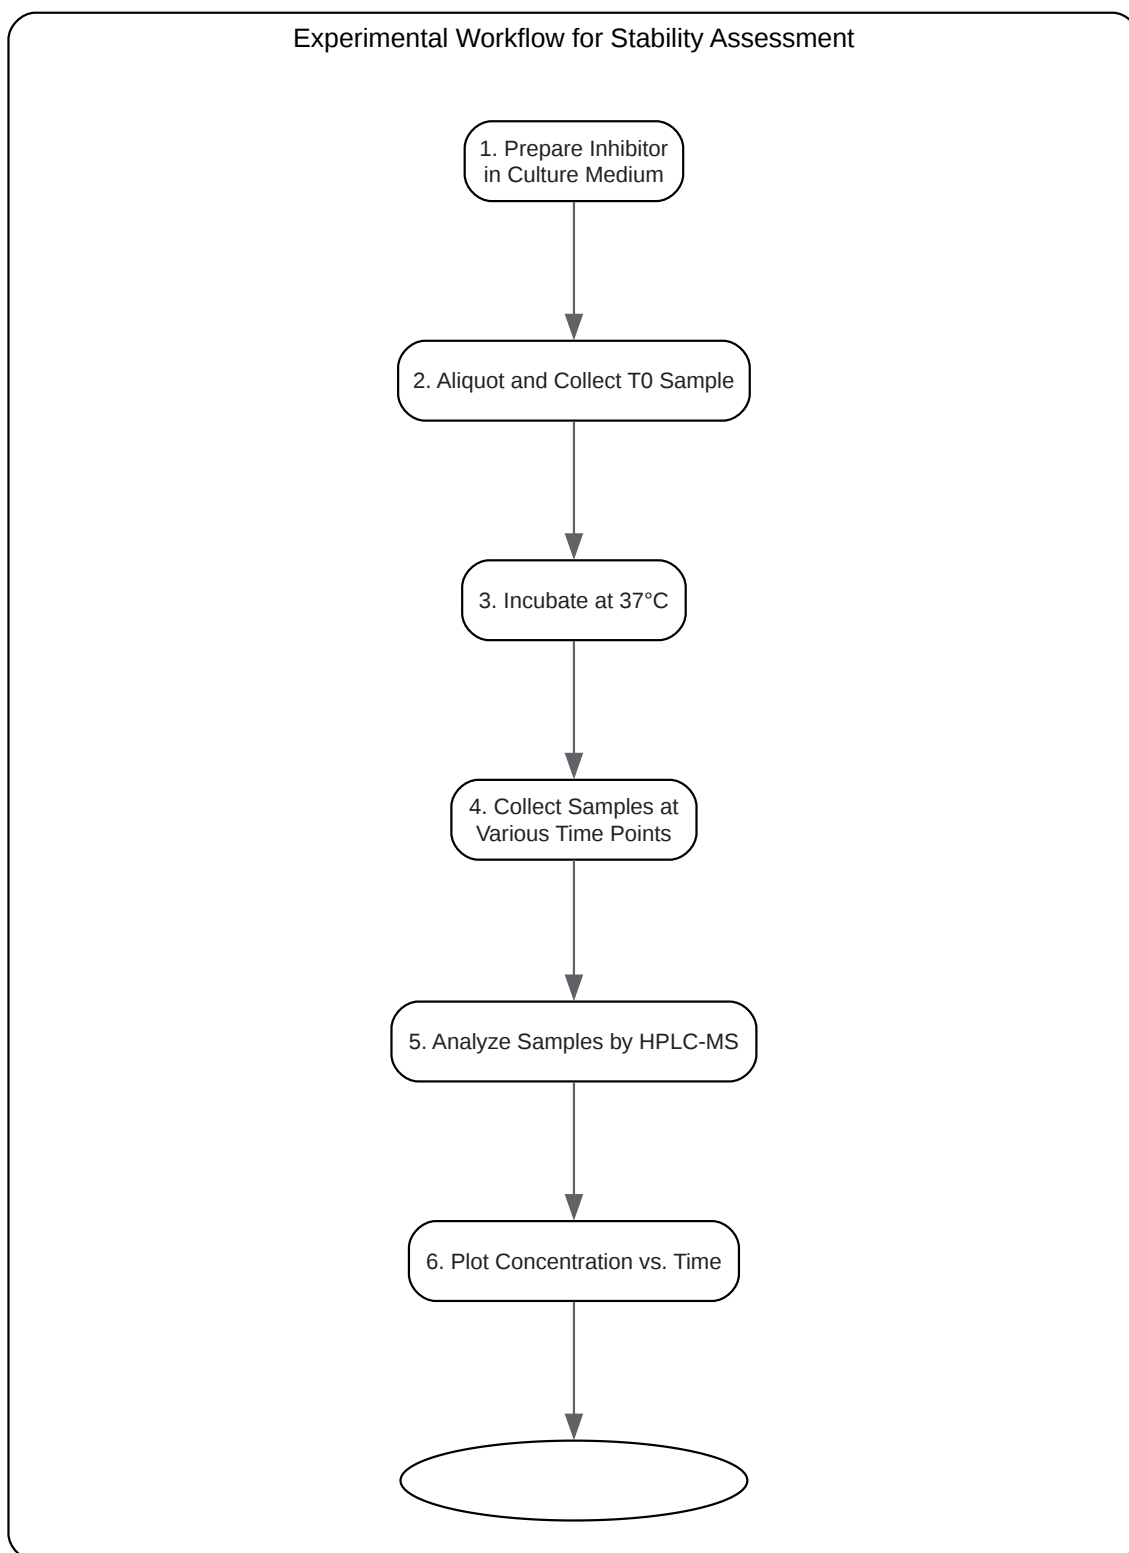 Experimental Workflow for Stability Assessment
1. Prepare Inhibitor
in Culture Medium
2. Aliquot and Collect T0 Sample
3. Incubate at 37°C
4. Collect Samples at
Various Time Points
5. Analyze Samples by HPLC-MS
6. Plot Concentration vs. Time